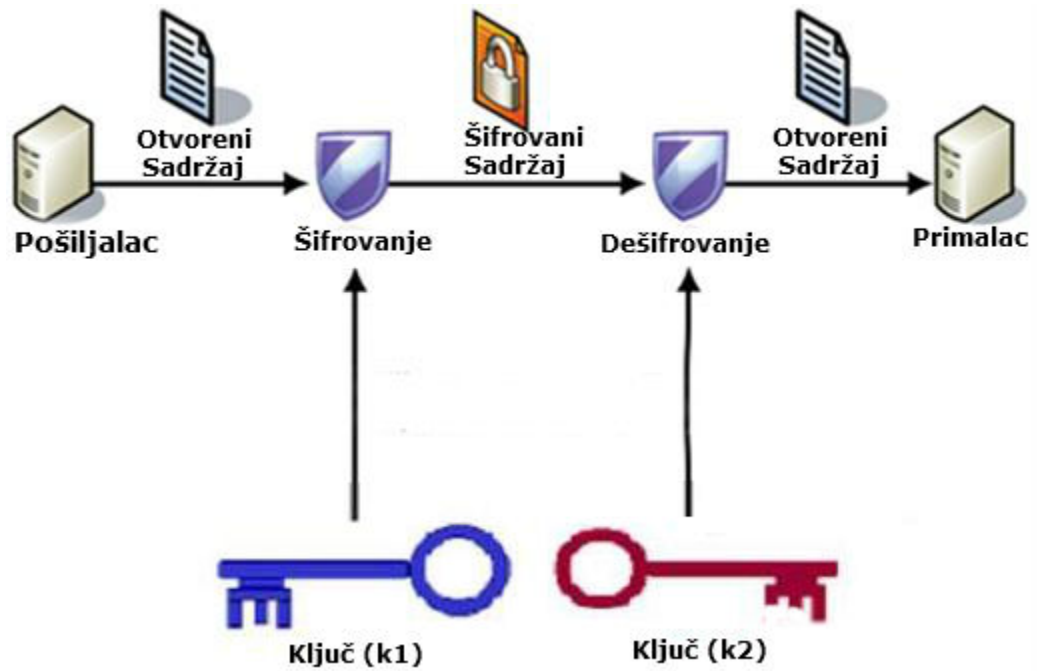 Otvoreni
Sadržaj
Šifrovani
Sadržaj
Otvoreni
Sadržaj
Pošiljalac
Šifrovanje
Dešifrovanje
Primalac
Ključ (k1)
Ključ (k2)